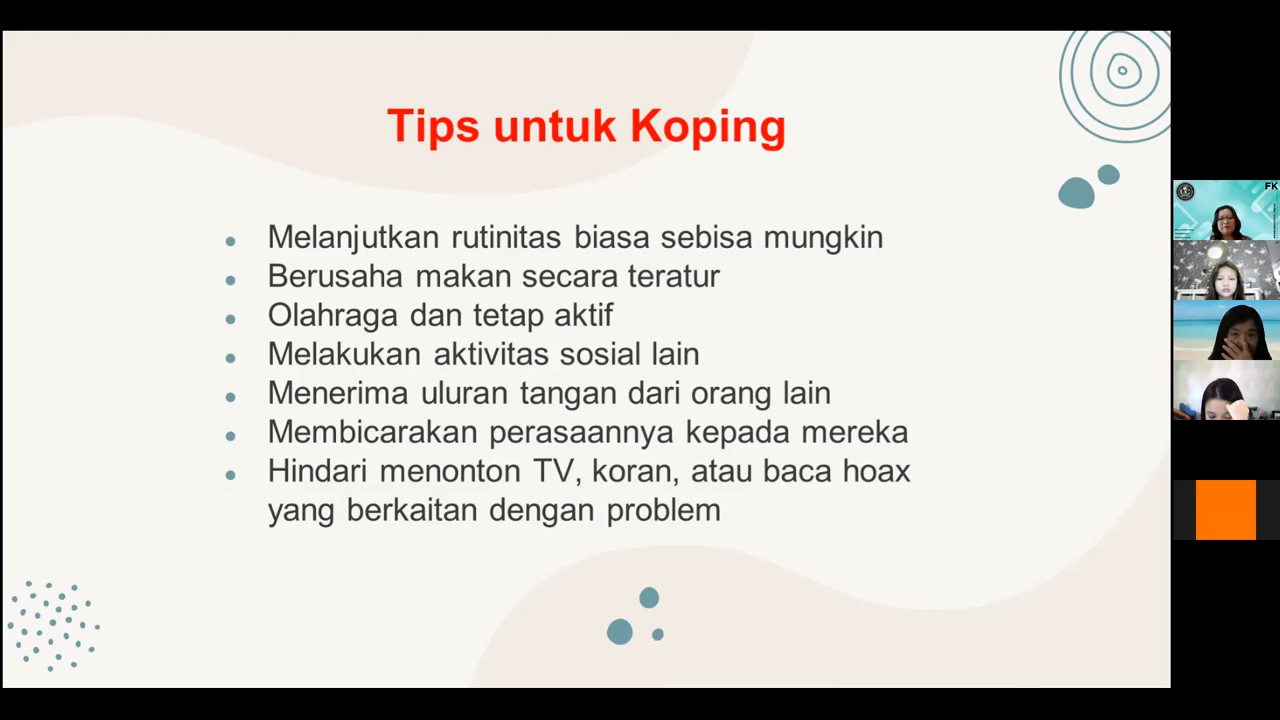 Tips untuk Koping
Melanjutkan rutinitas biasa sebisa mungkin
Berusaha makan secara teratur
Olahraga dan tetap aktif
Melakukan aktivitas sosial lain
Menerima uluran tangan dari orang lain
Membicarakan perasaannya kepada mereka
Hindari menonton TV, koran, atau baca hoax
yang berkaitan dengan problem
FK